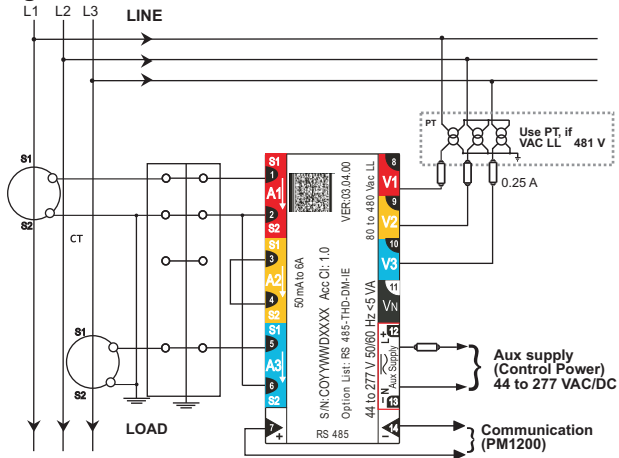 L1 L2 L3 LINE
PT
Use PT, if
VAC LL 481 V
0.25 A
S1
S2
CT
S1
S2
LOAD
S1
1
A1
2
S2
S1
3
A2
4
S2
S1
5
A3
6
S2
7
+
50 mA to 6A
S/N: COYYWWDXXXX Acc Cl: 1.0
Option List: RS 485-THD-DM-IE
VER:03.04.00
RS 485
80 to 480 Vac LL
44 to 277 V 50/60 Hz <5 VA
8
V1
9
V2
10
V3
11
VN
12
L+
Aux Supply
N
13
14
Aux supply
(Control Power)
44 to 277 VAC/DC
Communication
(PM1200)